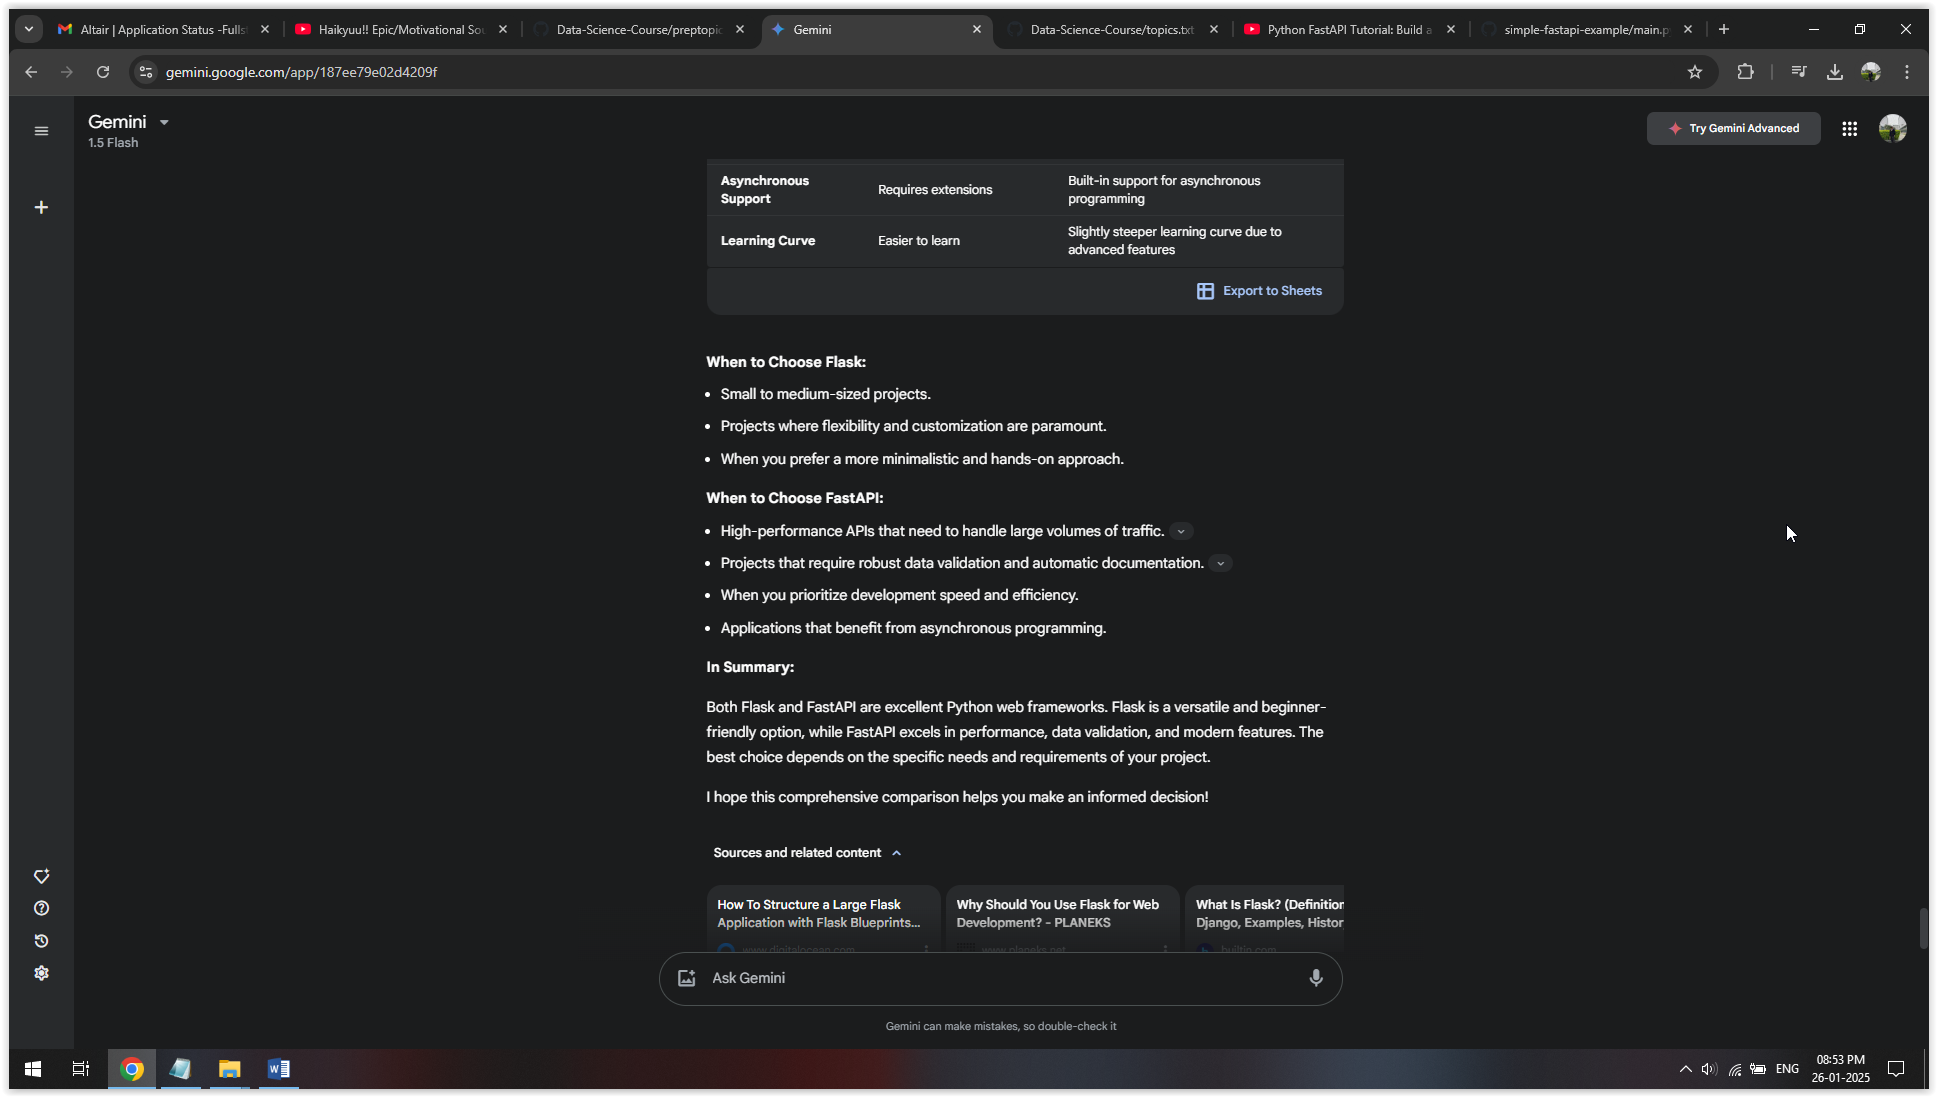 Altair | Application Status -Fullst
Haikyuu!! Epic/Motivational Sou
Data-Science-Course/preptopic
Gemini
Data-Science-Course/topics.txt
Python FastAPI Tutorial: Build a
simple-fastapi-example/main.py
gemini.google.com/app/187ee79e02d4209f
Gemini
1.5 Flash
Try Gemini Advanced
Asynchronous Support
Requires extensions
Built-in support for asynchronous programming
Learning Curve
Easier to learn
Slightly steeper learning curve due to advanced features
Export to Sheets
When to Choose Flask:
• Small to medium-sized projects.
• Projects where flexibility and customization are paramount.
• When you prefer a more minimalistic and hands-on approach.
When to Choose FastAPI:
• High-performance APIs that need to handle large volumes of traffic.
• Projects that require robust data validation and automatic documentation.
• When you prioritize development speed and efficiency.
• Applications that benefit from asynchronous programming.
In Summary:
Both Flask and FastAPI are excellent Python web frameworks. Flask is a versatile and beginner-
friendly option, while FastAPI excels in performance, data validation, and modern features. The
best choice depends on the specific needs and requirements of your project.
I hope this comprehensive comparison helps you make an informed decision!
Sources and related content
How To Structure a Large Flask
Application with Flask Blueprints...
www.digitalocean.com
Why Should You Use Flask for Web
Development? - PLANEKS
www.planeks.net
What Is Flask? (Definition
Django, Examples, Histor
builtin.com
Ask Gemini
Gemini can make mistakes, so double-check it
W
ENG
08:53 PM
26-01-2025